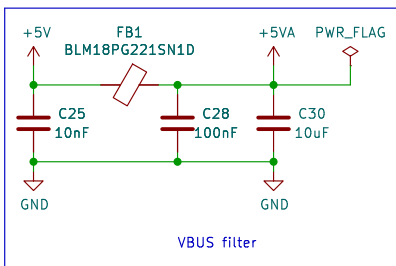 +5V
FB1
BLM18PG221SN1D
+5VA
PWR_FLAG
C25
10nF
C28
100nF
C30
10uF
GND
GND
VBUS filter